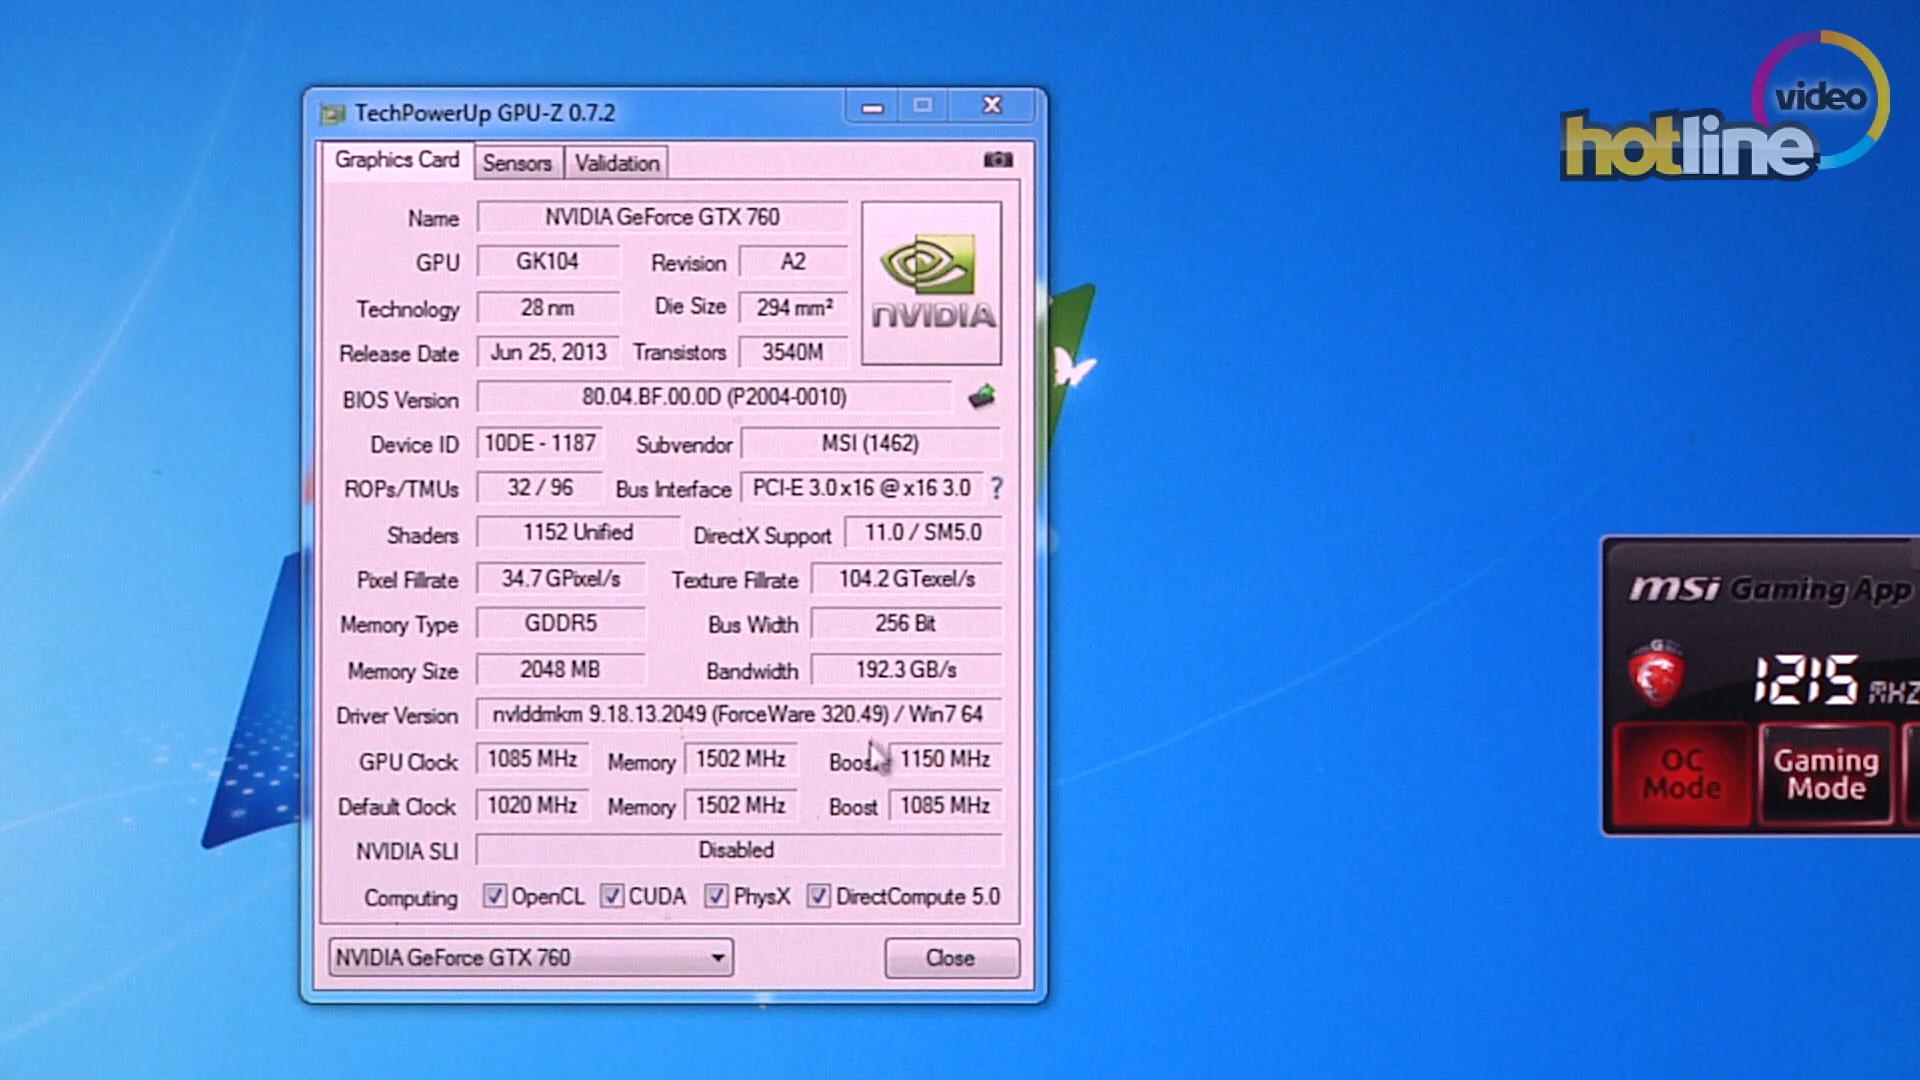 TechPowerUp GPU-Z 0.7.2
video
hotline
Graphics Card Sensors Validation
Name NVIDIA GeForce GTX 760
GPU GK104 Revision A2
Technology 28 nm Die Size 294 mm²
NVIDIA
Release Date Jun 25, 2013 Transistors 3540M
BIOS Version 80.04.BF.00.0D (P2004-0010)
Device ID 10DE - 1187 Subvendor MSI (1462)
ROPs/TMUs 32 / 96 Bus Interface PCI-E 3.0 x16 @ x16 3.0 ?
Shaders 1152 Unified DirectX Support 11.0 / SM5.0
Pixel Fillrate 34.7 GPixel/s Texture Fillrate 104.2 GTexel/s
Memory Type GDDR5 Bus Width 256 Bit
Memory Size 2048 MB Bandwidth 192.3 GB/s
Driver Version nvlddmkm 9.18.13.2049 (ForceWare 320.49) / Win7 64
GPU Clock 1085 MHz Memory 1502 MHz Boost 1150 MHz
Default Clock 1020 MHz Memory 1502 MHz Boost 1085 MHz
NVIDIA SLI Disabled
Computing OpenCL CUDA PhysX DirectCompute 5.0
NVIDIA GeForce GTX 760 Close
msi Gaming App
1215 MHZ
OC Mode
Gaming Mode